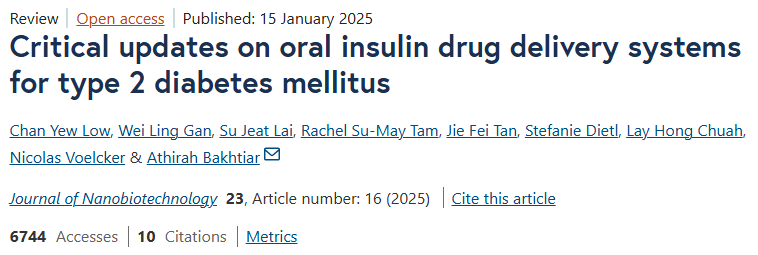 Review Open access Published: 15 January 2025
Critical updates on oral insulin drug delivery systems
for type 2 diabetes mellitus
Chan Yew Low, Wei Ling Gan, Su Jeat Lai, Rachel Su-May Tam, Jie Fei Tan, Stefanie Dietl, Lay Hong Chuah,
Nicolas Voelcker & Athirah Bakhtiar
Journal of Nanobiotechnology 23, Article number: 16 (2025) Cite this article
6744 Accesses 10 Citations Metrics